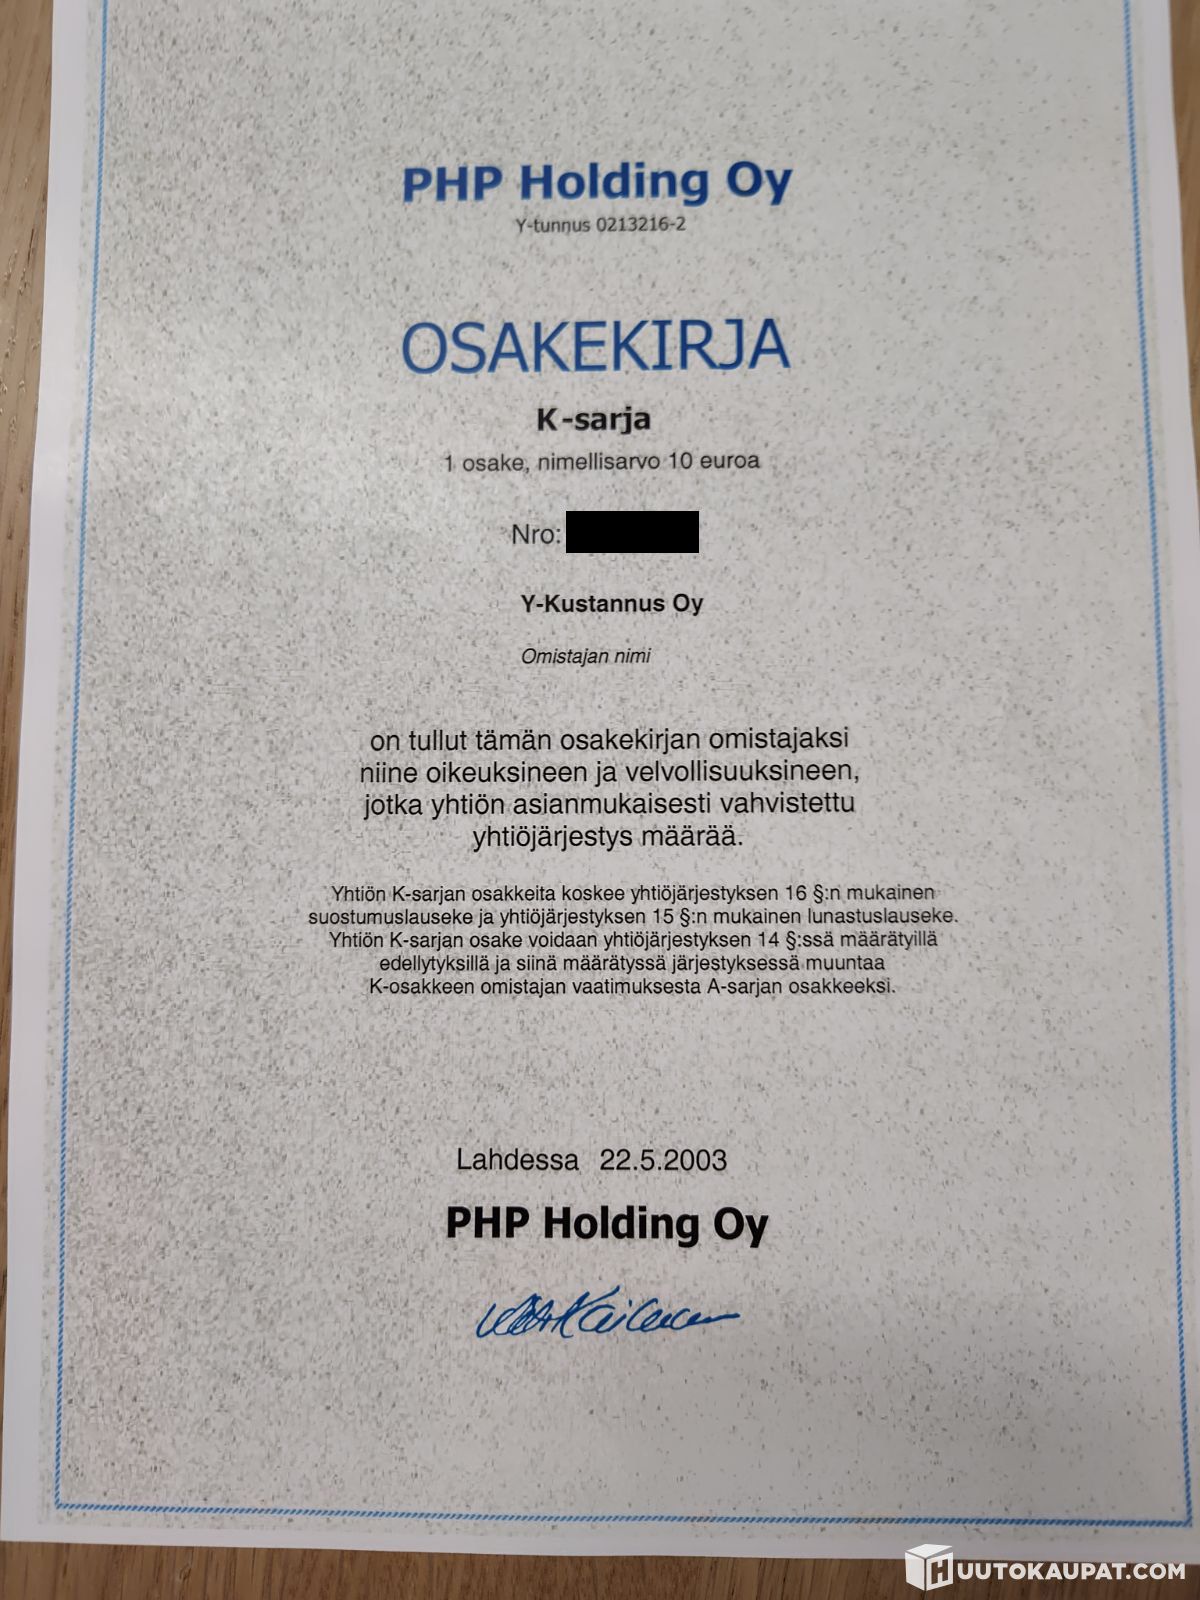 PHP Holding Oy
Y-tunnus 0213216-2
OSAKEKIRJA
K-sarja
1 osake, nimellisarvo 10 euroa
Nro:
Y-Kustannus Oy
Omistajan nimi
on tullut tämän osakekirjan omistajaksi
niine oikeuksineen ja velvollisuuksineen,
jotka yhtiön asianmukaisesti vahvistettu
yhtiöjärjestys määrää.
Yhtiön K-sarjan osakkeita koskee yhtiöjärjestyksen 16 §:n mukainen
suostumuslauseke ja yhtiöjärjestyksen 15 §:n mukainen lunastuslauseke.
Yhtiön K-sarjan osake voidaan yhtiöjärjestyksen 14 §:ssä määrätyillä
edellytyksillä ja siinä määrätyssä järjestyksessä muuntaa
K-osakkeen omistajan vaatimuksesta A-sarjan osakkeeksi.
Lahdessa 22.5.2003
PHP Holding Oy
HUUTOKAUPAT.COM